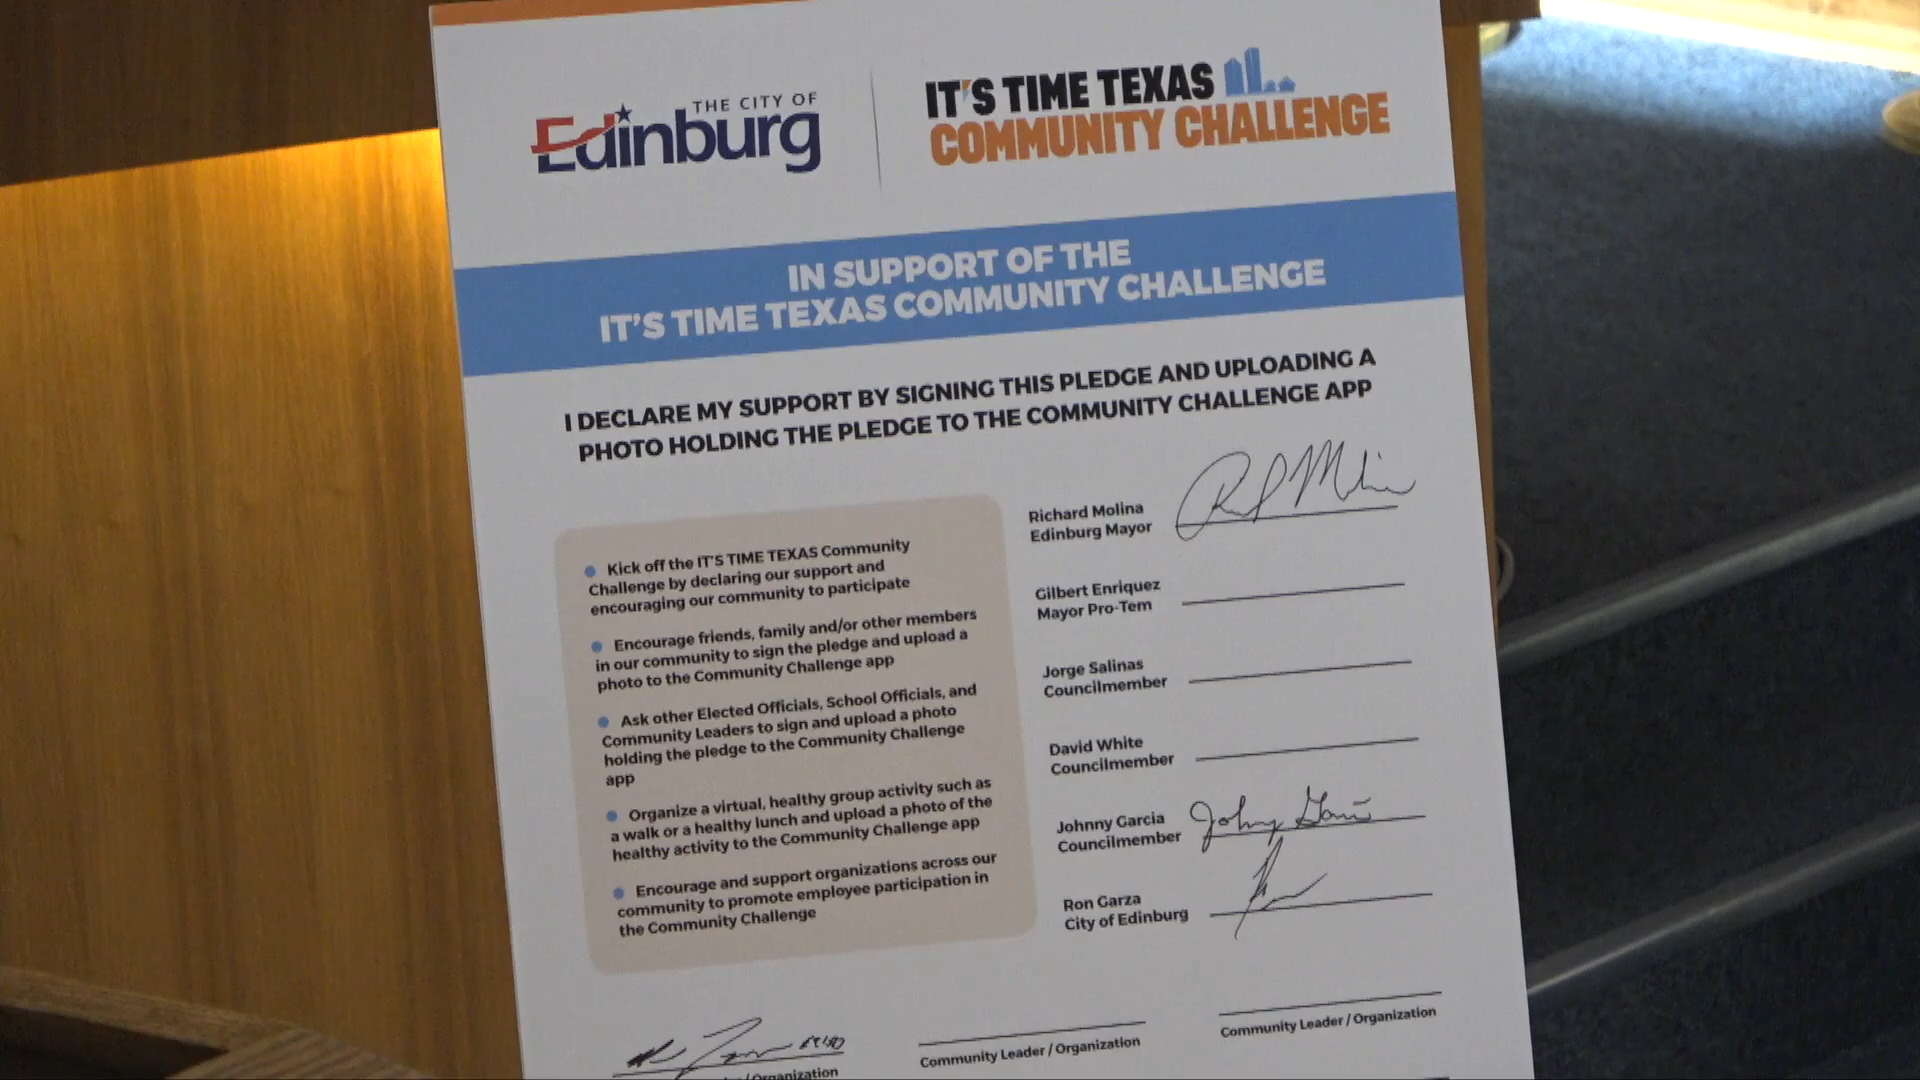 THE CITY OF
Edinburg
IT'S TIME TEXAS
COMMUNITY CHALLENGE
IN SUPPORT OF THE
IT'S TIME TEXAS COMMUNITY CHALLENGE
I DECLARE MY SUPPORT BY SIGNING THIS PLEDGE AND UPLOADING A
PHOTO HOLDING THE PLEDGE TO THE COMMUNITY CHALLENGE APP
Kick off the IT'S TIME TEXAS Community
Challenge by declaring our support and
encouraging our community to participate
Encourage friends, family and/or other members
in our community to sign the pledge and upload a
photo to the Community Challenge app
Ask other Elected Officials, School Officials, and
Community Leaders to sign and upload a photo
holding the pledge to the Community Challenge
app
Organize a virtual, healthy group activity such as
a walk or a healthy lunch and upload a photo of the
healthy activity to the Community Challenge app
Encourage and support organizations across our
community to promote employee participation in
the Community Challenge
Richard Molina
Edinburg Mayor
Gilbert Enriquez
Mayor Pro-Tem
Jorge Salinas
Councilmember
David White
Councilmember
Johnny Garcia
Councilmember
Johnny Garcia
Ron Garza
City of Edinburg
/ Organization
Community Leader / Organization
Community Leader / Organization